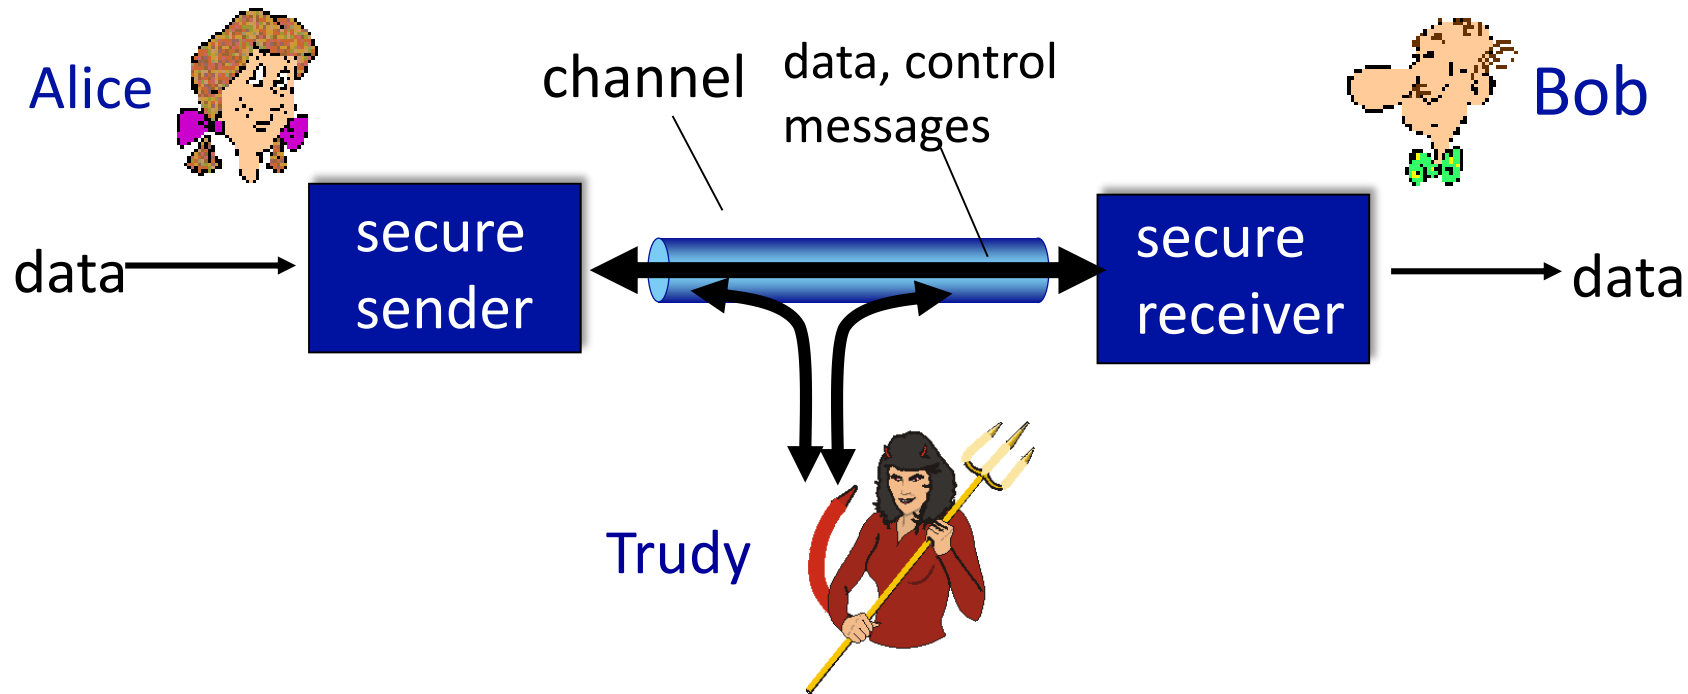 Alice
channel
data, control
messages
Bob
data
secure
sender
secure
receiver
data
Trudy